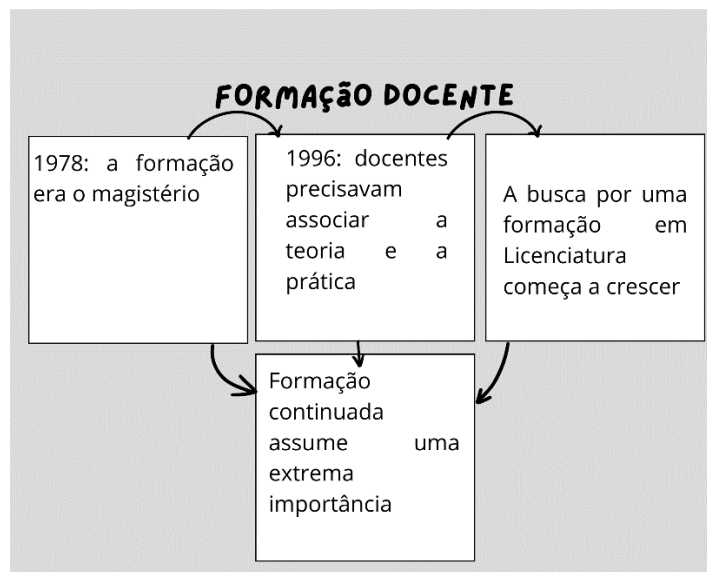 FORMAÇÃO DOCENTE
1978: a formação
era o magistério
1996: docentes
precisavam
associar a
teoria e a
prática
A busca por uma
formação em
Licenciatura
começa a crescer
Formação
continuada
assume uma
extrema
importância